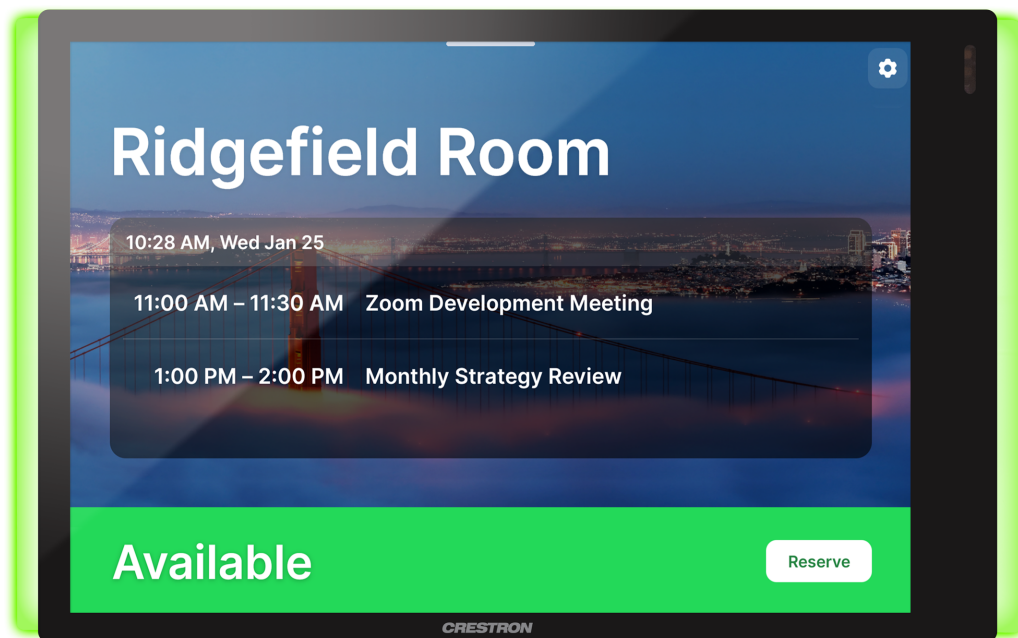 Ridgefield Room
10:28 AM, Wed Jan 25
11:00 AM – 11:30 AM Zoom Development Meeting
1:00 PM – 2:00 PM Monthly Strategy Review
Available
Reserve
CRESTRON